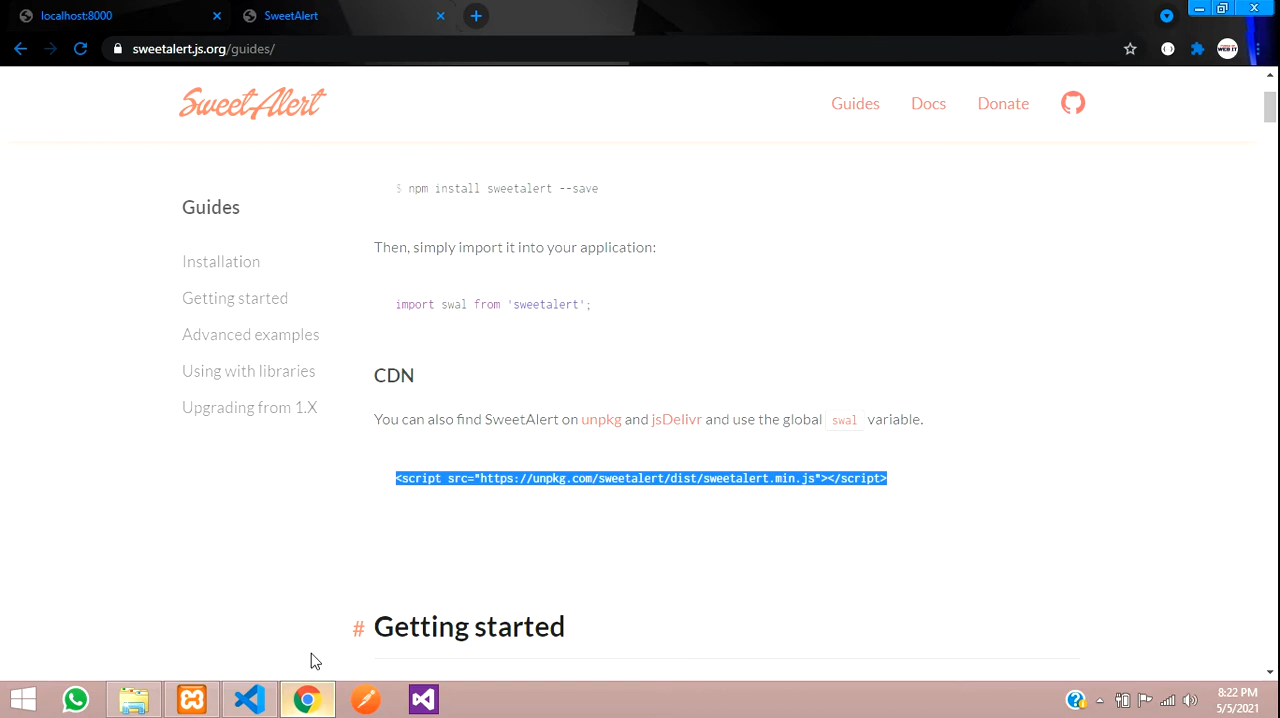 localhost:8000
SweetAlert
sweetalert.js.org/guides/
WEB IT
SweetAlert
Guides
Docs
Donate
Guides
Installation
Getting started
Advanced examples
Using with libraries
Upgrading from 1.X
$ npm install sweetalert --save
Then, simply import it into your application:
import swal from 'sweetalert';
CDN
You can also find SweetAlert on unpkg and jsDelivr and use the global swal variable.
<script src="https://unpkg.com/sweetalert/dist/sweetalert.min.js"></script>
# Getting started
8:22 PM
5/5/2021